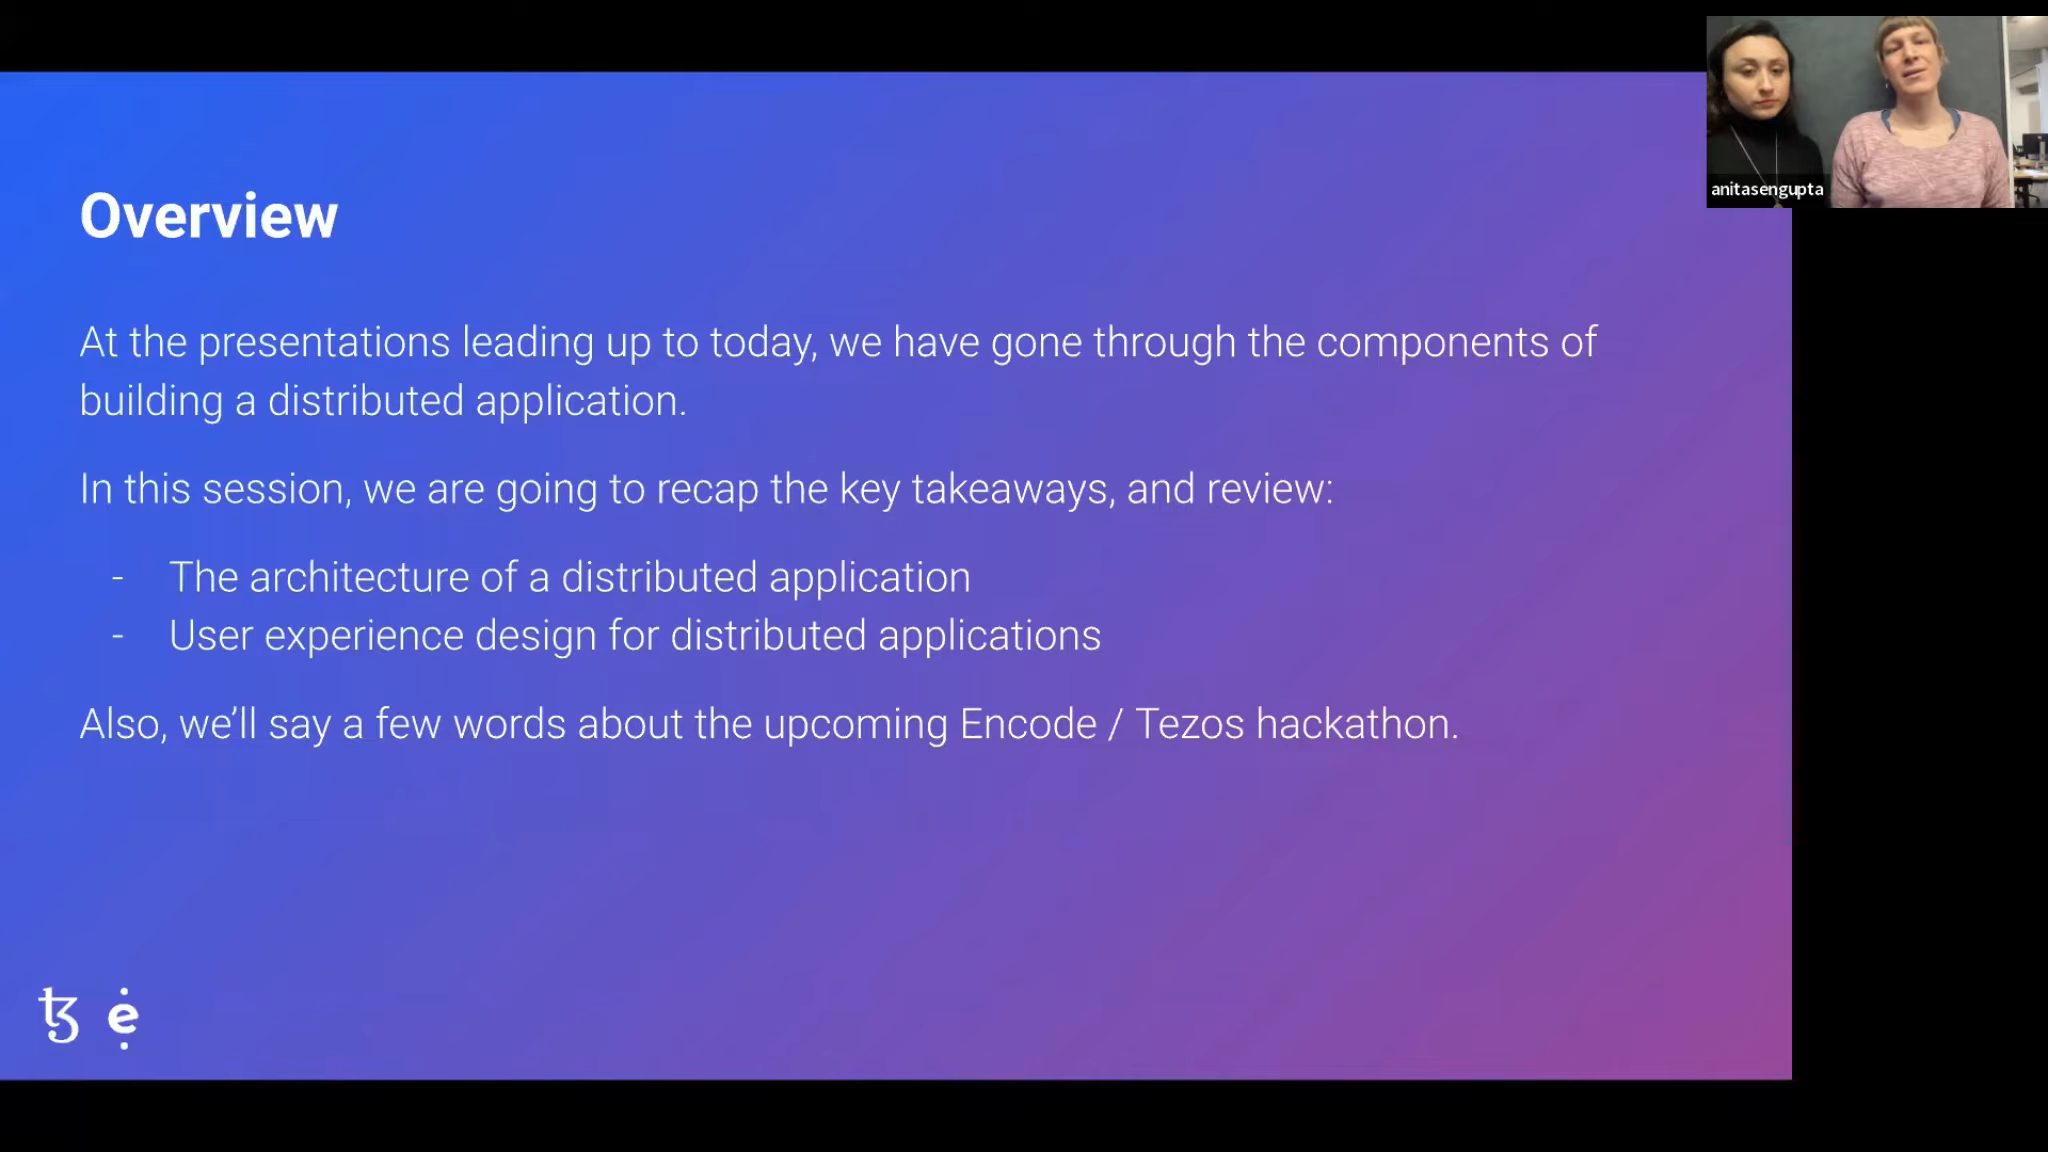 anitasengupta
Overview
At the presentations leading up to today, we have gone through the components of
building a distributed application.
In this session, we are going to recap the key takeaways, and review:
- The architecture of a distributed application
- User experience design for distributed applications
Also, we’ll say a few words about the upcoming Encode / Tezos hackathon.
ė